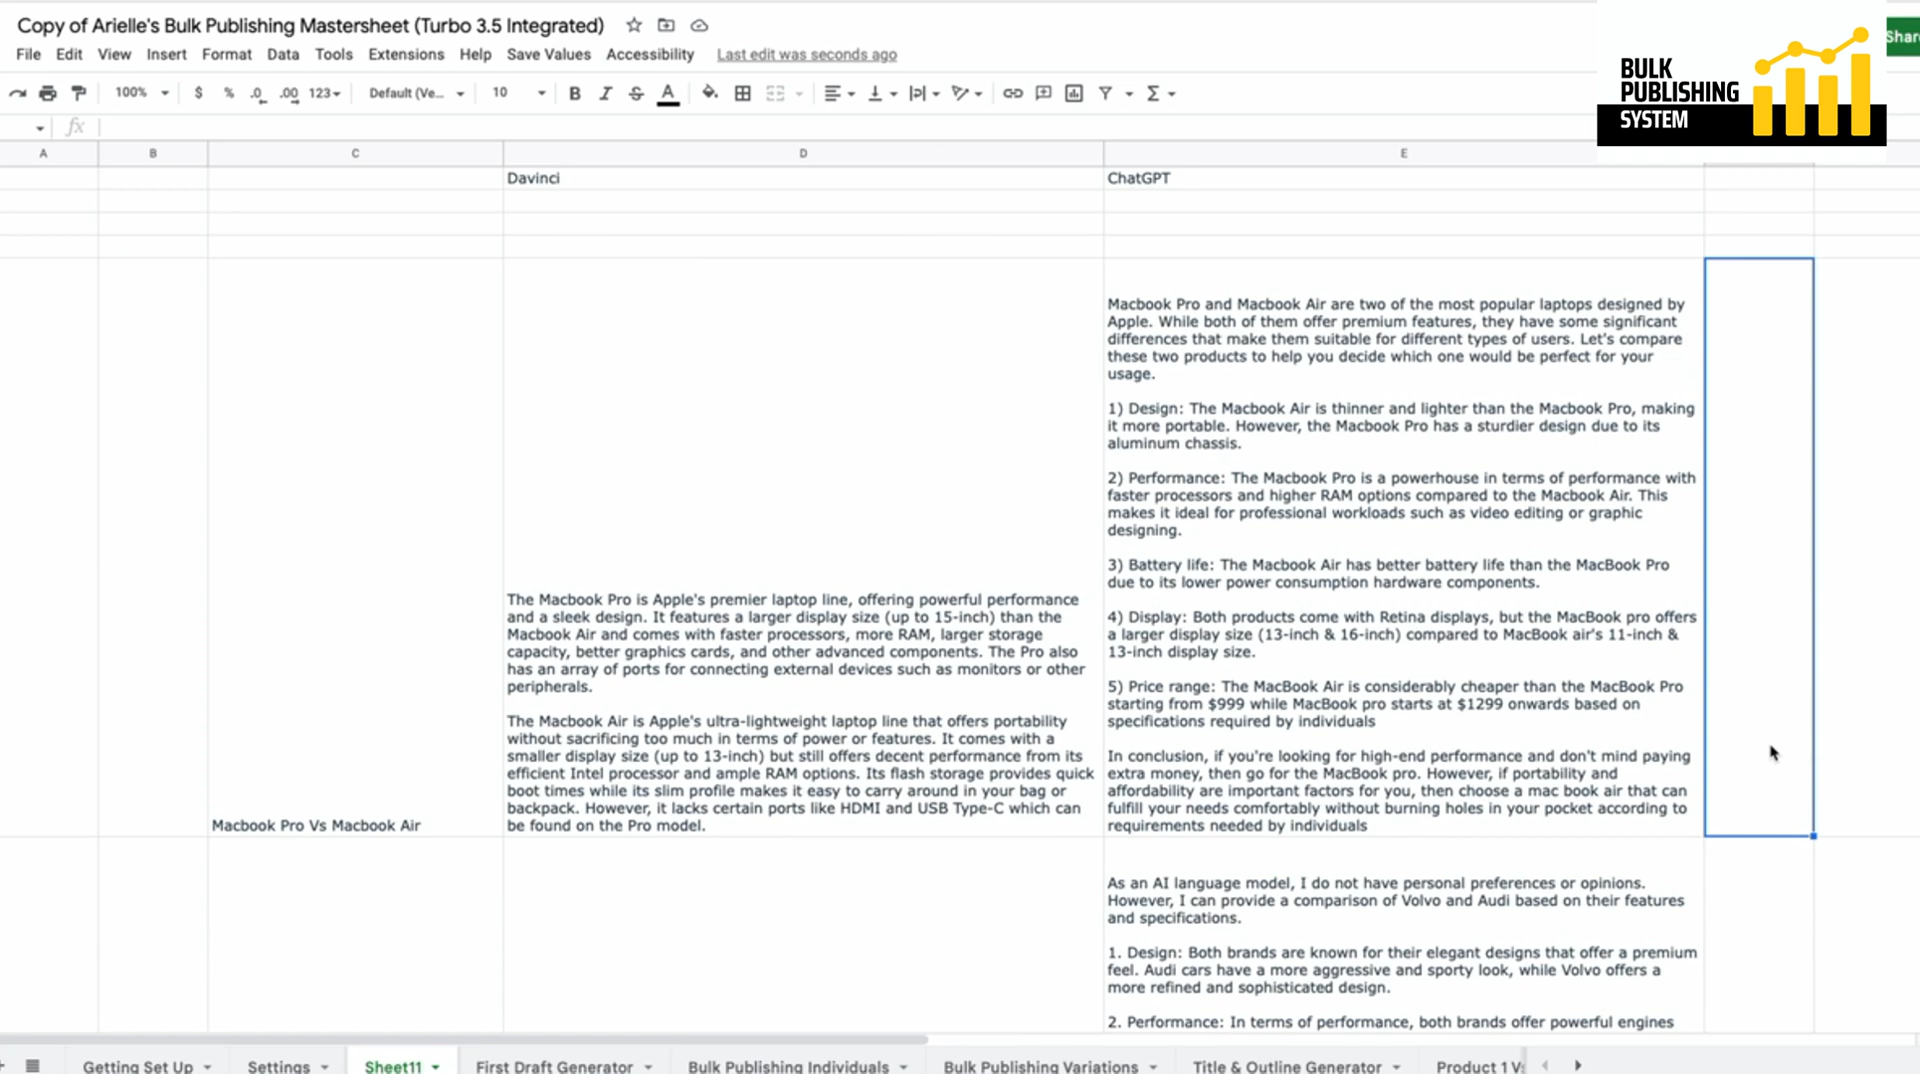 Copy of Arielle's Bulk Publishing Mastersheet (Turbo 3.5 Integrated)
File Edit View Insert Format Data Tools Extensions Help Save Values Accessibility Last edit was seconds ago
Shar
BULK
PUBLISHING
SYSTEM
100% $ % .0 .00 123 Default (Ve... 10 B I S A
fx
A B C D E
Davinci
ChatGPT
Macbook Pro Vs Macbook Air
The Macbook Pro is Apple's premier laptop line, offering powerful performance
and a sleek design. It features a larger display size (up to 15-inch) than the
Macbook Air and comes with faster processors, more RAM, larger storage
capacity, better graphics cards, and other advanced components. The Pro also
has an array of ports for connecting external devices such as monitors or other
peripherals.
The Macbook Air is Apple's ultra-lightweight laptop line that offers portability
without sacrificing too much in terms of power or features. It comes with a
smaller display size (up to 13-inch) but still offers decent performance from its
efficient Intel processor and ample RAM options. Its flash storage provides quick
boot times while its slim profile makes it easy to carry around in your bag or
backpack. However, it lacks certain ports like HDMI and USB Type-C which can
be found on the Pro model.
Macbook Pro and Macbook Air are two of the most popular laptops designed by
Apple. While both of them offer premium features, they have some significant
differences that make them suitable for different types of users. Let's compare
these two products to help you decide which one would be perfect for your
usage.
1) Design: The Macbook Air is thinner and lighter than the Macbook Pro, making
it more portable. However, the Macbook Pro has a sturdier design due to its
aluminum chassis.
2) Performance: The Macbook Pro is a powerhouse in terms of performance with
faster processors and higher RAM options compared to the Macbook Air. This
makes it ideal for professional workloads such as video editing or graphic
designing.
3) Battery life: The Macbook Air has better battery life than the MacBook Pro
due to its lower power consumption hardware components.
4) Display: Both products come with Retina displays, but the MacBook pro offers
a larger display size (13-inch & 16-inch) compared to MacBook air's 11-inch &
13-inch display size.
5) Price range: The MacBook Air is considerably cheaper than the MacBook Pro
starting from $999 while MacBook pro starts at $1299 onwards based on
specifications required by individuals
In conclusion, if you're looking for high-end performance and don't mind paying
extra money, then go for the MacBook pro. However, if portability and
affordability are important factors for you, then choose a mac book air that can
fulfill your needs comfortably without burning holes in your pocket according to
requirements needed by individuals
As an AI language model, I do not have personal preferences or opinions.
However, I can provide a comparison of Volvo and Audi based on their features
and specifications.
1. Design: Both brands are known for their elegant designs that offer a premium
feel. Audi cars have a more aggressive and sporty look, while Volvo offers a
more refined and sophisticated design.
2. Performance: In terms of performance, both brands offer powerful engines
Getting Set Up Settings Sheet11 First Draft Generator Bulk Publishing Individuals Bulk Publishing Variations Title & Outline Generator Product 1 V